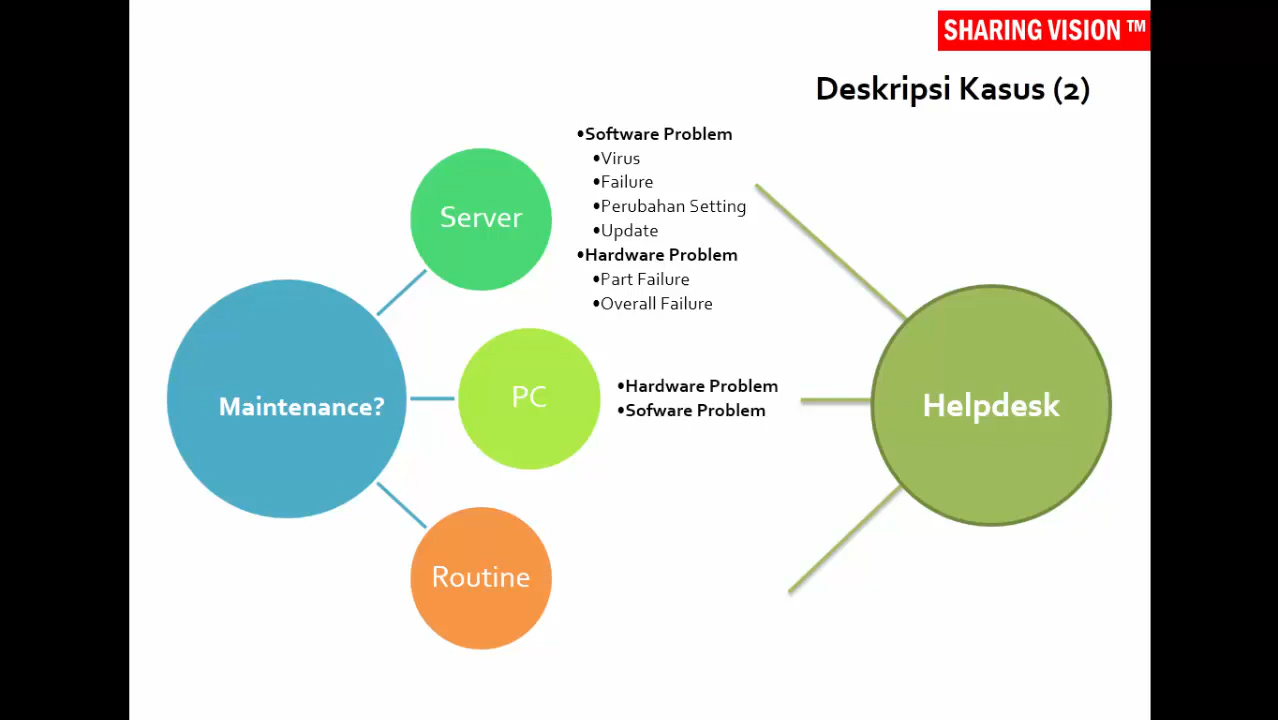 SHARING VISION ™
Deskripsi Kasus (2)
•Software Problem
•Virus
•Failure
•Perubahan Setting
•Update
•Hardware Problem
•Part Failure
•Overall Failure
Server
Maintenance?
PC
•Hardware Problem
•Sofware Problem
Helpdesk
Routine